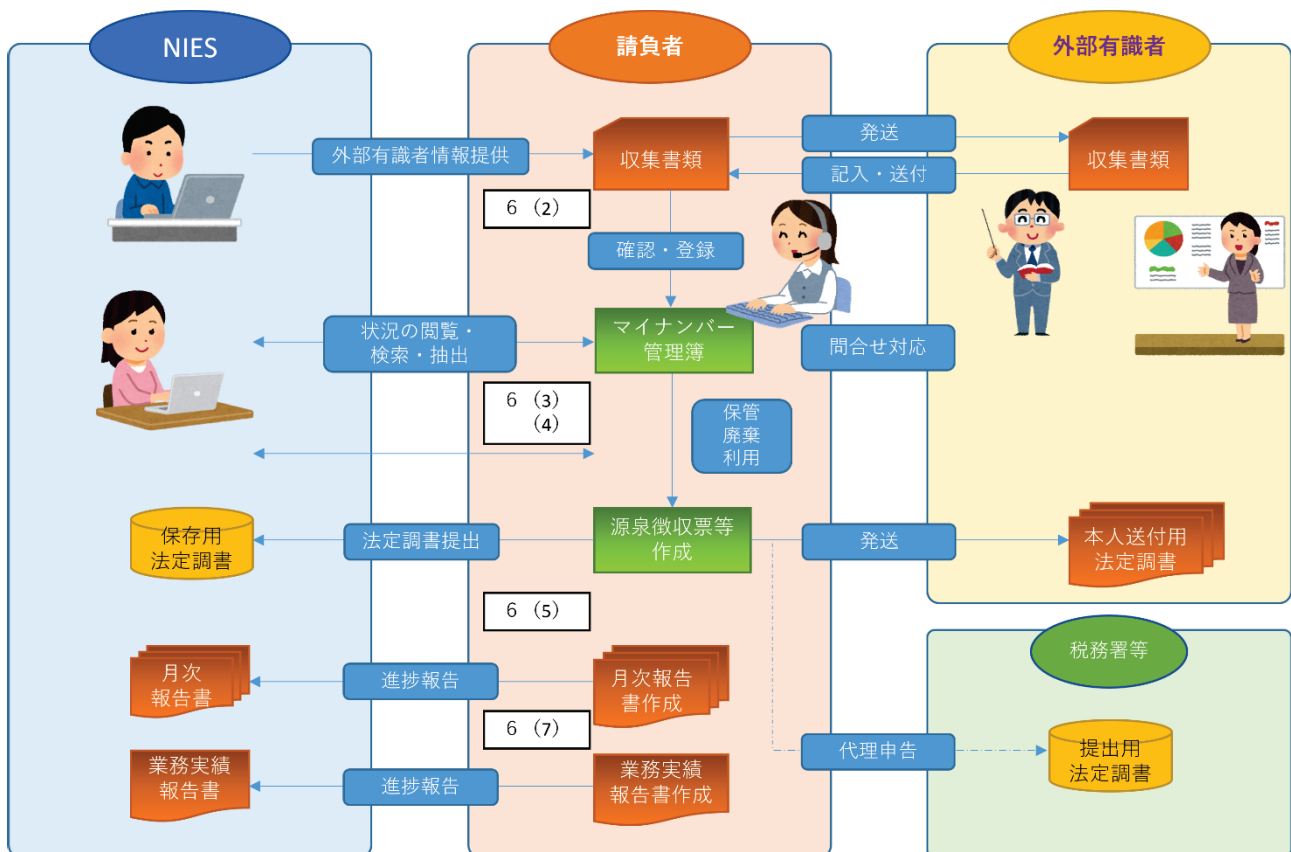 NIES
請負者
外部有識者
外部有識者情報提供
収集書類
発送
収集書類
記入・送付
6 (2)
確認・登録
状況の閲覧・
検索・抽出
マイナンバー
管理簿
問合せ対応
6 (3)
(4)
保管
廃棄
利用
保存用
法定調書
法定調書提出
源泉徴収票等
作成
発送
本人送付用
法定調書
6 (5)
税務署等
月次
報告書
進捗報告
月次報告
書作成
6 (7)
代理申告
提出用
法定調書
業務実績
報告書
進捗報告
業務実績
報告書作成